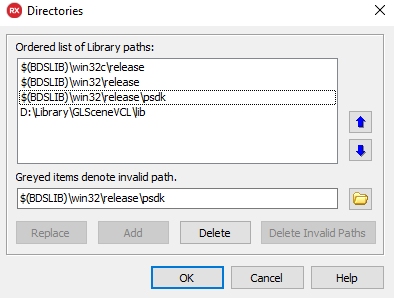 RX Directories
Ordered list of Library paths:
$(BDSLIB)\win32c\release
$(BDSLIB)\win32\release
$(BDSLIB)\win32\release\psdk
D:\Library\GLSceneVCL\lib
Greyed items denote invalid path.
$(BDSLIB)\win32\release\psdk
Replace Add Delete Delete Invalid Paths
OK Cancel Help